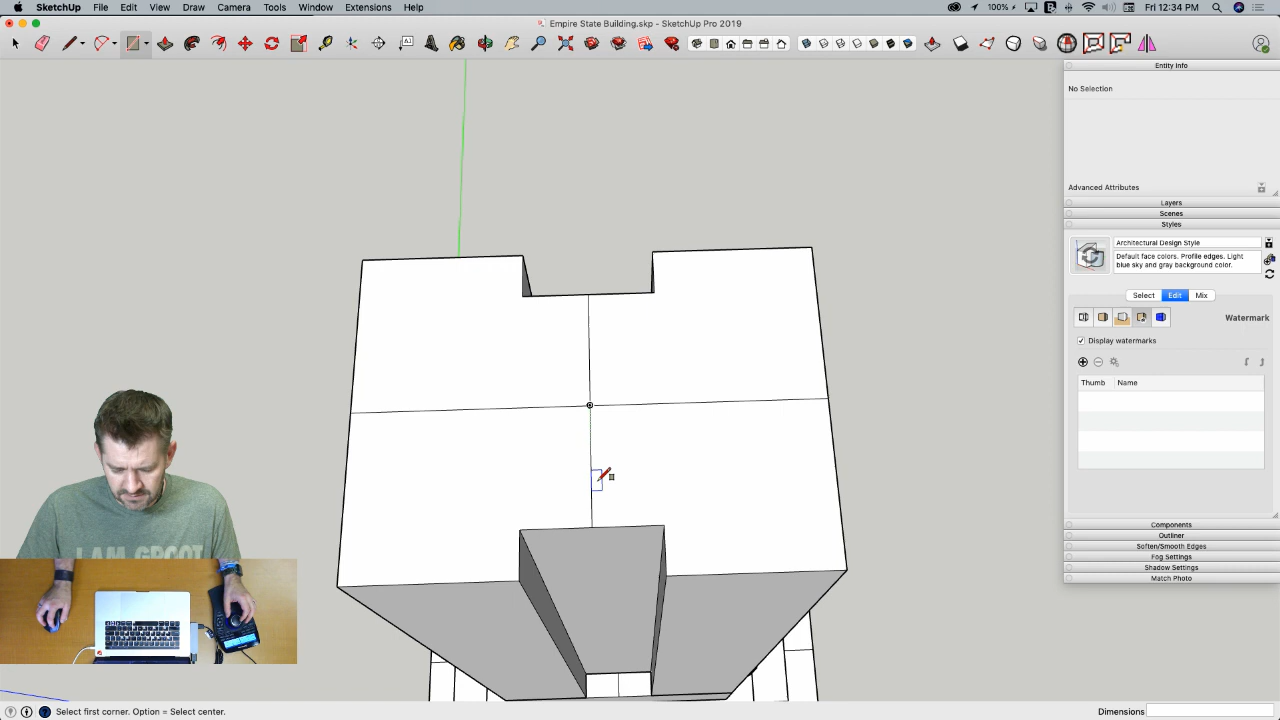 SketchUp File Edit View Draw Camera Tools Window Extensions Help 100% Fri 12:34 PM
Empire State Building.skp - SketchUp Pro 2019
Entity Info
No Selection
Advanced Attributes
Layers
Scenes
Styles
Architectural Design Style
Default face colors. Profile edges. Light
blue sky and gray background color.
Select Edit Mix
Watermark
Display watermarks
Thumb Name
Components
Outliner
Soften/Smooth Edges
Fog Settings
Shadow Settings
Match Photo
I AM GROOT
Select first corner. Option = Select center.
Dimensions